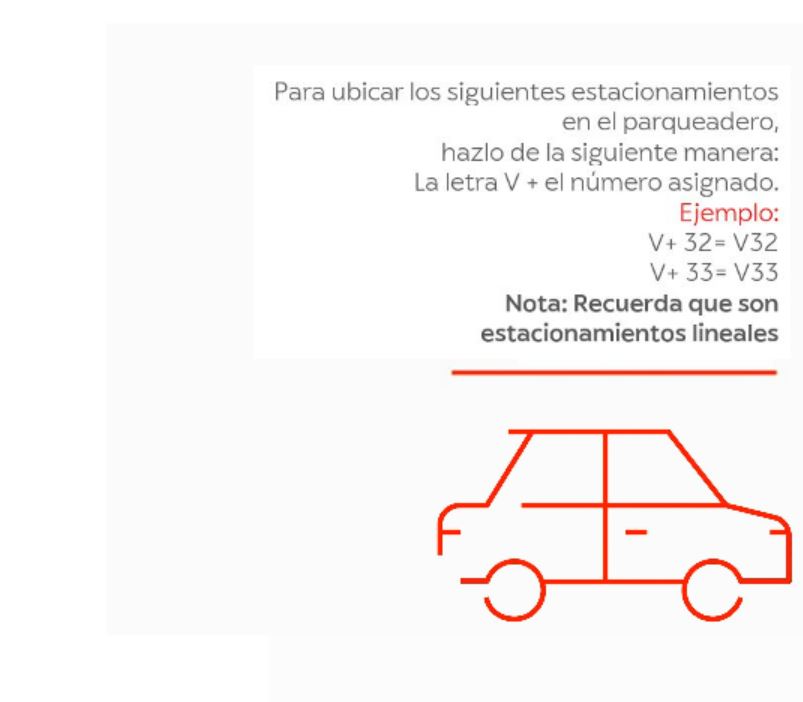 Para ubicar los siguientes estacionamientos
en el parqueadero,
hazlo de la siguiente manera:
La letra V + el número asignado.
Ejemplo:
V+ 32= V32
V+ 33= V33
Nota: Recuerda que son
estacionamientos lineales